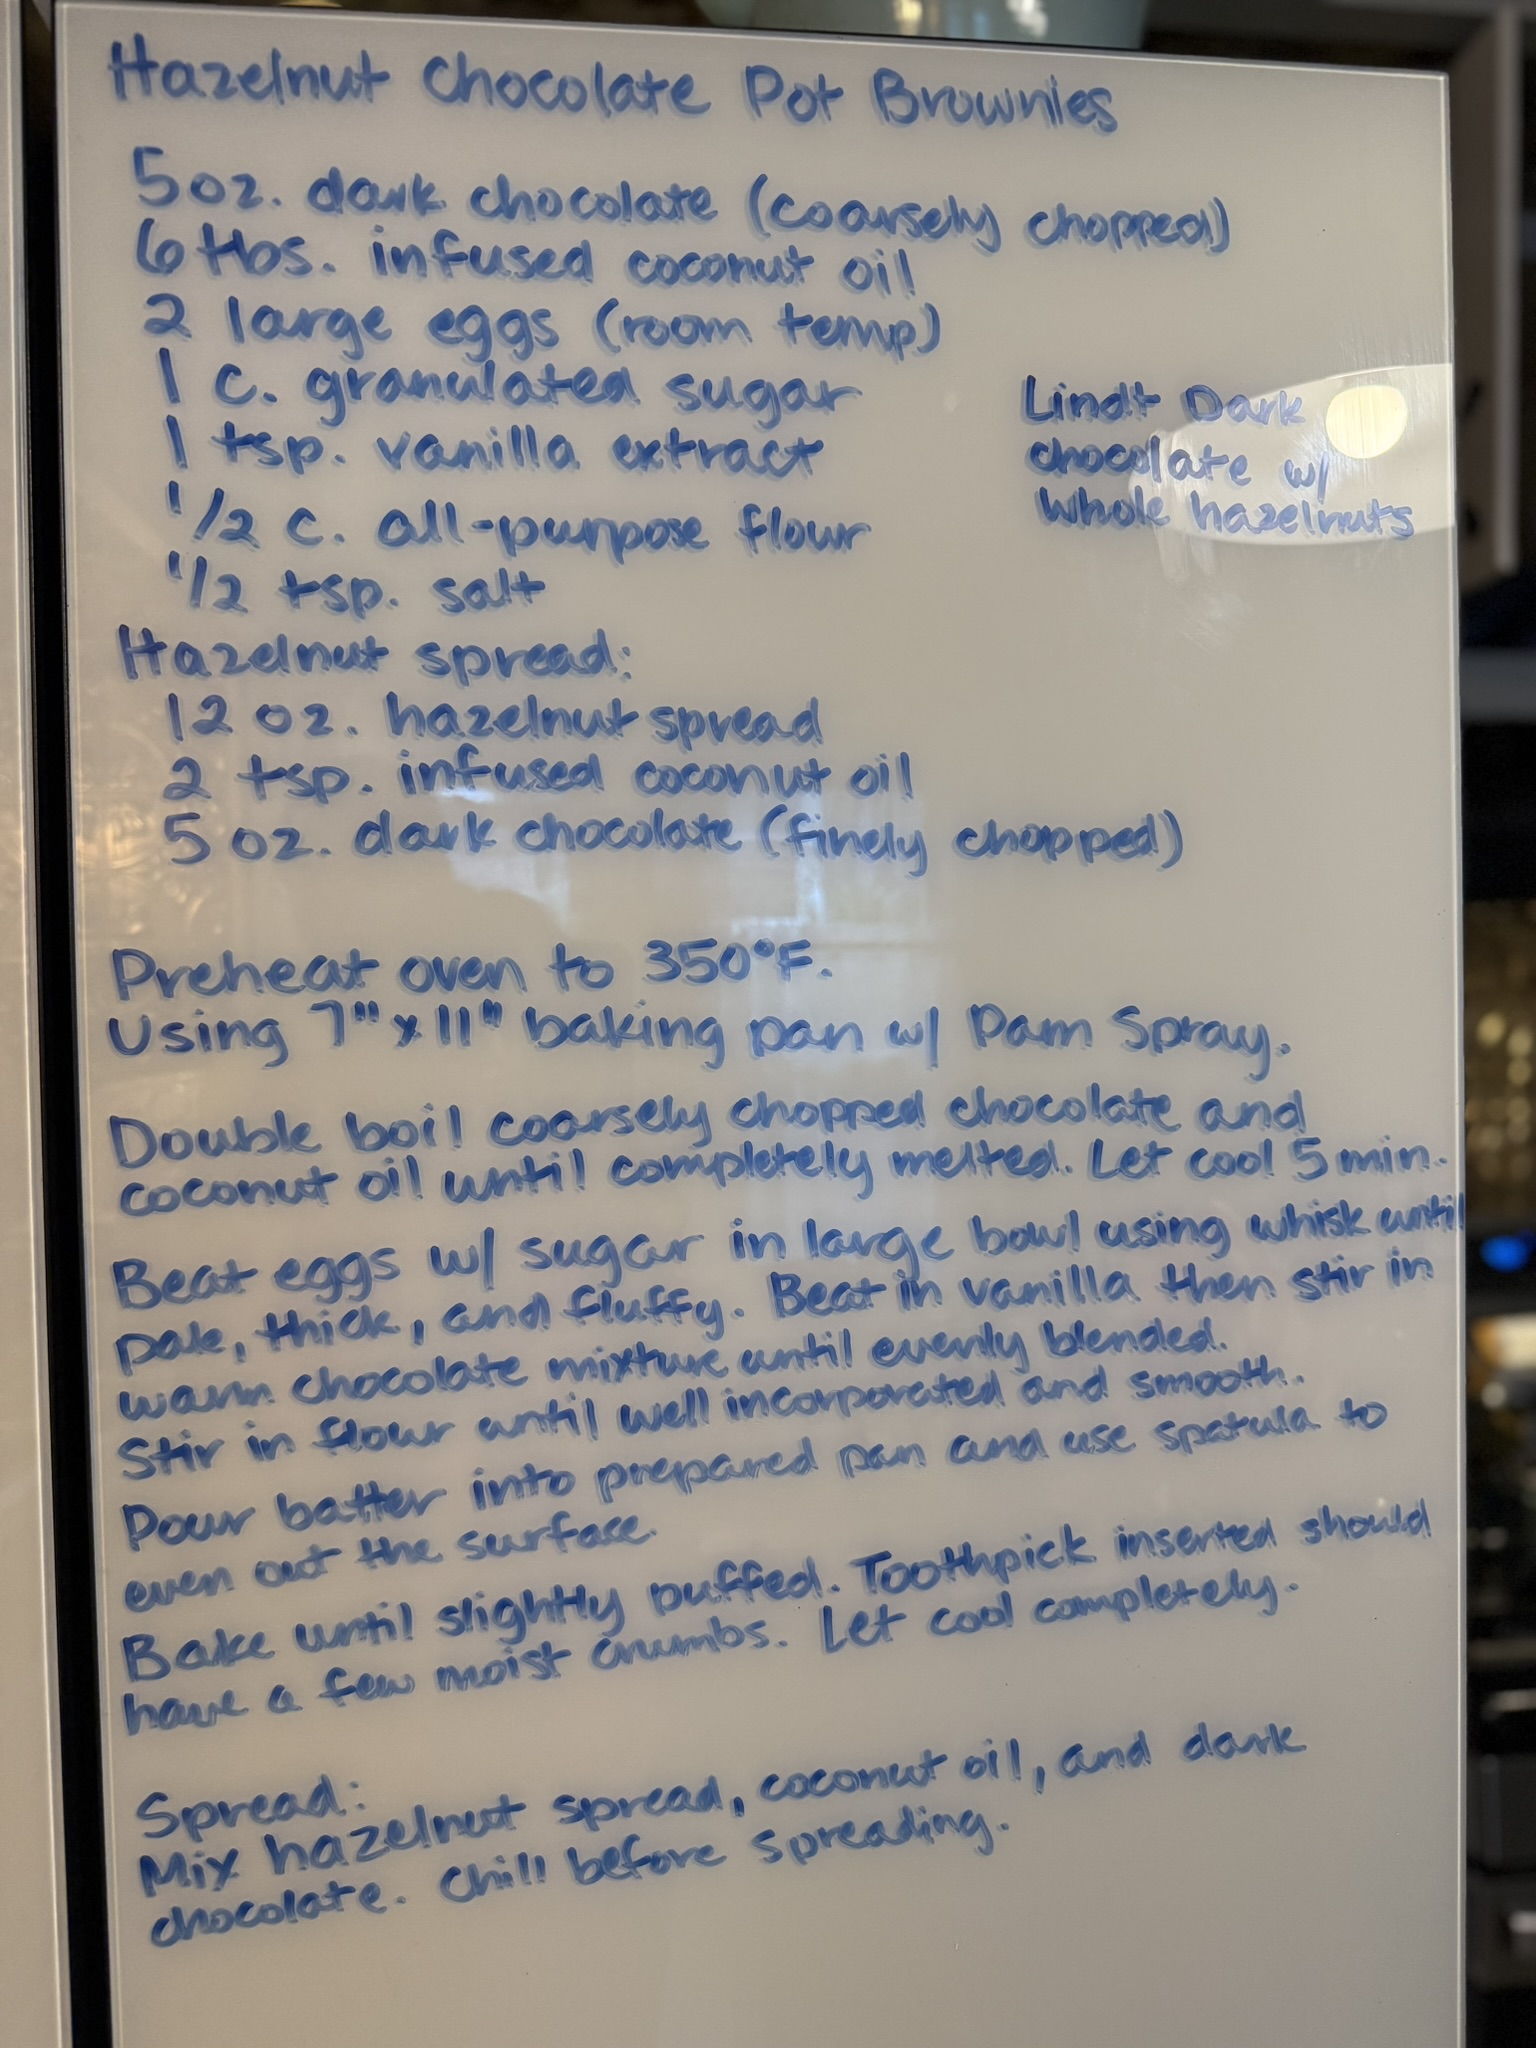 Hazelnut Chocolate Pot Brownies
5 oz. dark chocolate (coarsely chopped)
6 tbs. infused coconut oil
2 large eggs (room temp)
1 c. granulated sugar
1 tsp. vanilla extract
1/2 c. all-purpose flour
1/2 tsp. salt
Lindt Dark
chocolate w/
whole hazelnuts
Hazelnut spread:
12 oz. hazelnut spread
2 tsp. infused coconut oil
5 oz. dark chocolate (finely chopped)
Preheat oven to 350°F.
Using 7" x 11" baking pan w/ Pam Spray.
Double boil coarsely chopped chocolate and
coconut oil until completely melted. Let cool 5 min.
Beat eggs w/ sugar in large bowl using whisk until
pale, thick, and fluffy. Beat in vanilla then stir in
warm chocolate mixture until evenly blended.
Stir in flour until well incorporated and smooth.
Pour batter into prepared pan and use spatula to
even out the surface.
Bake until slightly puffed. Toothpick inserted should
have a few moist crumbs. Let cool completely.
Spread:
Mix hazelnut spread, coconut oil, and dark
chocolate. Chill before spreading.